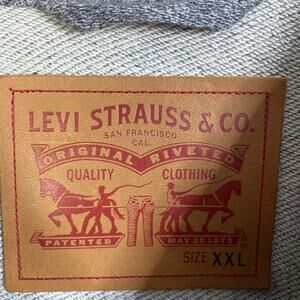 LEVI STRAUSS & CO.
SAN FRANCISCO
CAL.
ORIGINAL RIVETED
QUALITY CLOTHING
PATENTED MAY 20 1873
SIZE XXL